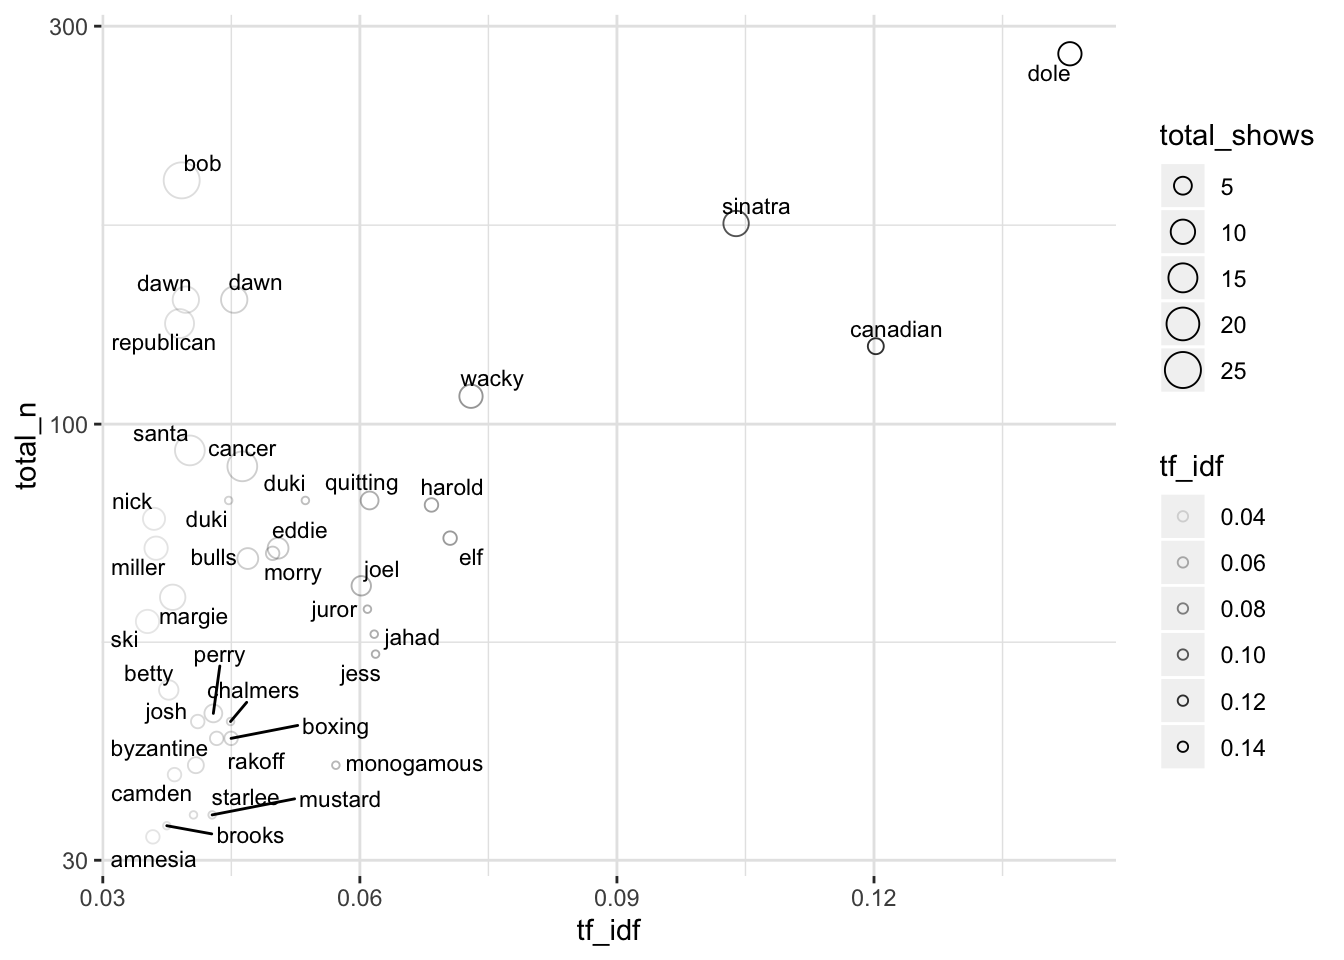 300
dole
bob
sinatra
dawn
dawn
republican
canadian
wacky
100
santa
cancer
duki
quitting
harold
nick
duki
eddie
bulls
elf
miller
morry
joel
juror
margie
ski
jahad
perry
jess
betty
chalmers
josh
boxing
byzantine
rakoff
monogamous
camden
starlee
mustard
brooks
amnesia
30
0.03
0.06
0.09
0.12
tf_idf
total_n
total_shows
5
10
15
20
25
tf_idf
0.04
0.06
0.08
0.10
0.12
0.14